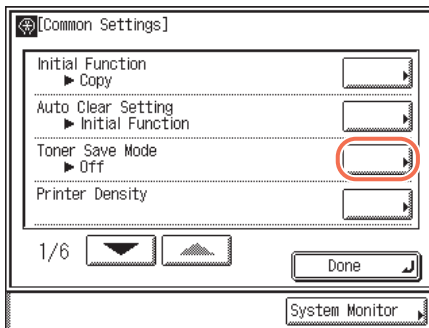 [Common Settings]
Initial Function
▶ Copy
Auto Clear Setting
▶ Initial Function
Toner Save Mode
▶ Off
Printer Density
1/6
Done
System Monitor